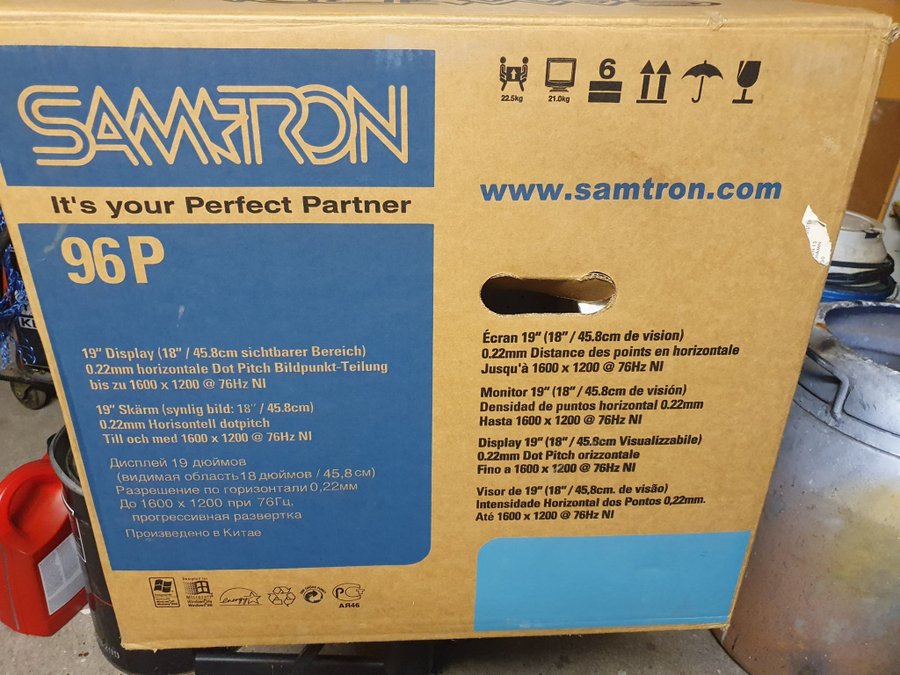 SAMTRON
It's your Perfect Partner
96P
19" Display (18" / 45.8cm sichtbarer Bereich)
0.22mm horizontale Dot Pitch Bildpunkt-Teilung
bis zu 1600 x 1200 @ 76Hz NI
19" Skärm (synlig bild: 18" / 45.8cm)
0.22mm Horisontell dotpitch
Till och med 1600 x 1200 @ 76Hz NI
Дисплей 19 дюймов
(видимая область 18 дюймов / 45,8 см)
Разрешение по горизонтали 0,22мм
До 1600 x 1200 при 76Гц,
прогрессивная развертка
Произведено в Китае
energy
АЯ46
22.5kg
21.0kg
6
www.samtron.com
Écran 19" (18" / 45.8cm de vision)
0.22mm Distance des points en horizontale
Jusqu'à 1600 x 1200 @ 76Hz NI
Monitor 19" (18" / 45.8cm de visión)
Densidad de puntos horizontal 0.22mm
Hasta 1600 x 1200 @ 76Hz NI
Display 19" (18" / 45.8cm Visualizzabile)
0.22mm Dot Pitch orizzontale
Fino a 1600 x 1200 @ 76Hz NI
Visor de 19" (18" / 45,8cm. de visão)
Intensidade Horizontal dos Pontos 0,22mm.
Até 1600 x 1200 @ 76Hz NI